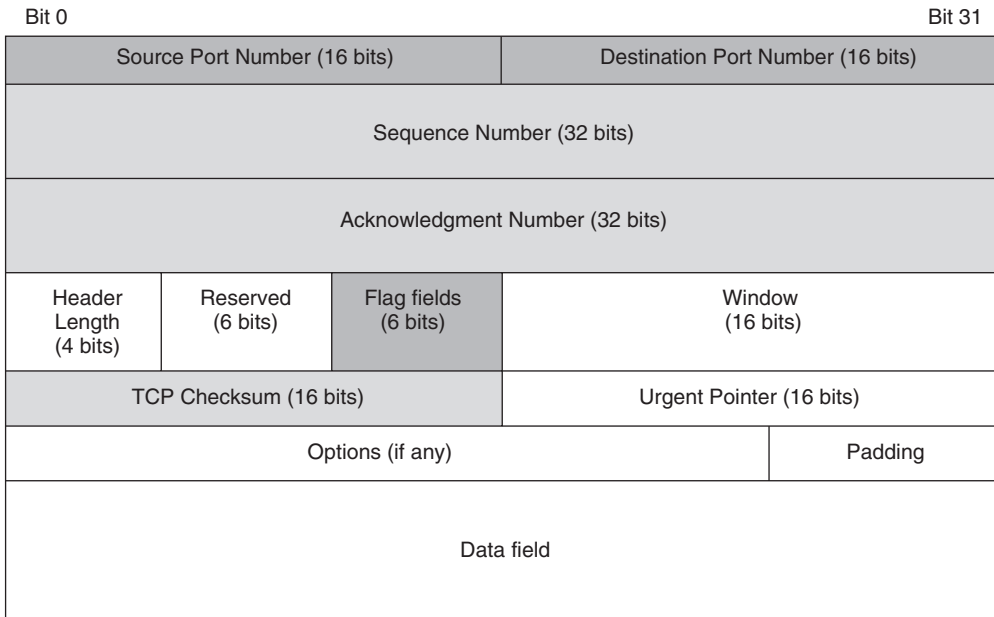 Bit 0
Bit 31
Source Port Number (16 bits)
Destination Port Number (16 bits)
Sequence Number (32 bits)
Acknowledgment Number (32 bits)
Header
Length
(4 bits)
Reserved
(6 bits)
Flag fields
(6 bits)
Window
(16 bits)
TCP Checksum (16 bits)
Urgent Pointer (16 bits)
Options (if any)
Padding
Data field